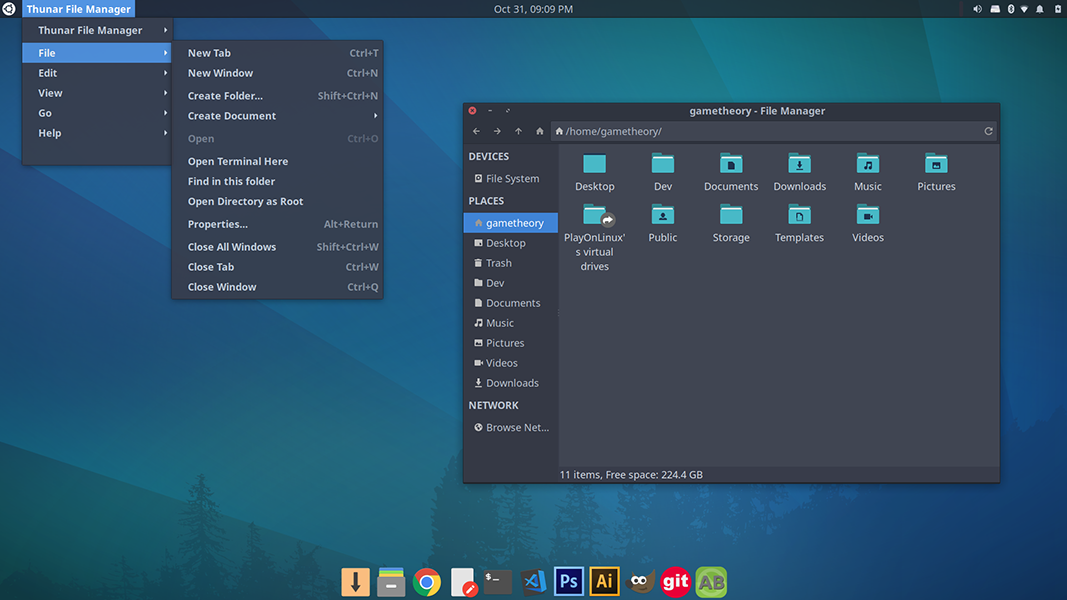 Thunar File Manager
Oct 31, 09:09 PM
Thunar File Manager
File
Edit
View
Go
Help
New Tab Ctrl+T
New Window Ctrl+N
Create Folder... Shift+Ctrl+N
Create Document
Open Ctrl+O
Open Terminal Here
Find in this folder
Open Directory as Root
Properties... Alt+Return
Close All Windows Shift+Ctrl+W
Close Tab Ctrl+W
Close Window Ctrl+Q
gametheory - File Manager
/home/gametheory/
DEVICES
File System
PLACES
gametheory
Desktop
Trash
Dev
Documents
Music
Pictures
Videos
Downloads
NETWORK
Browse Net...
Desktop Dev Documents Downloads Music Pictures
PlayOnLinux' Public Storage Templates Videos
s virtual
drives
11 items, Free space: 224.4 GB
$_ Ps Ai git AB